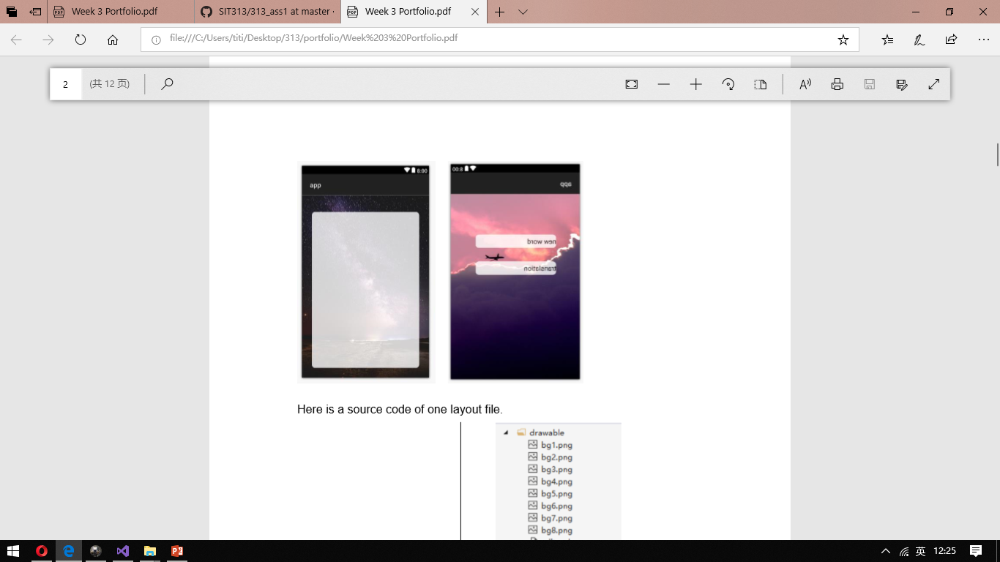 Week 3 Portfolio.pdf
SIT313/313_ass1 at master
Week 3 Portfolio.pdf
file:///C:/Users/titi/Desktop/313/portfolio/Week%203%20Portfolio.pdf
2 (共 12 页)
8:00
app
8:00
app
new word
translation
Here is a source code of one layout file.
drawable
bg1.png
bg2.png
bg3.png
bg4.png
bg5.png
bg6.png
bg7.png
bg8.png
英 12:25